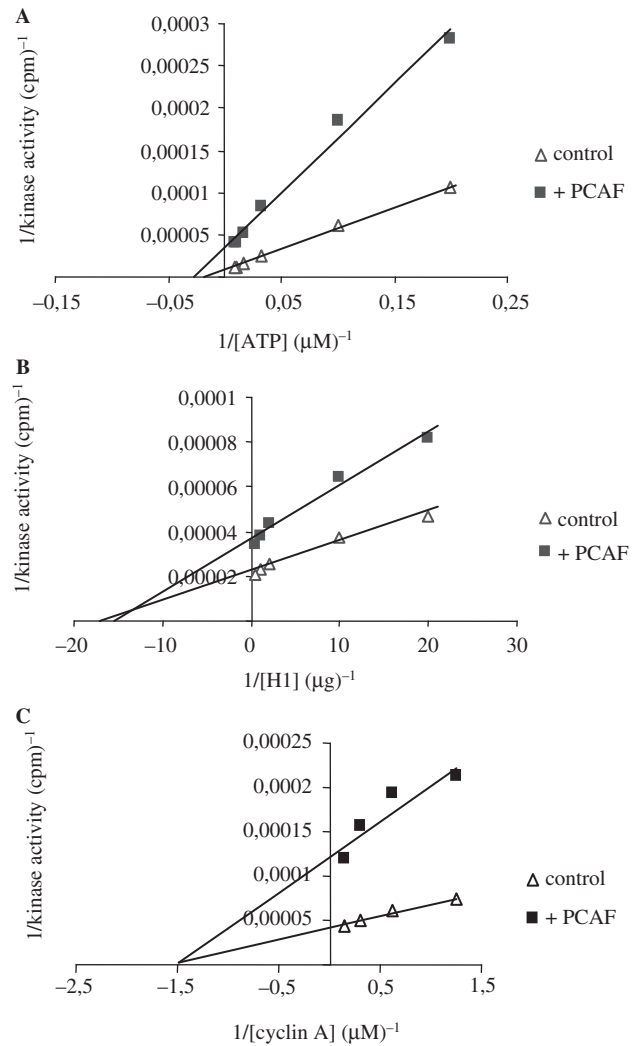 A
1/kinase activity (cpm)⁻¹
0,0003
0,00025
0,0002
0,00015
0,0001
0,00005
control
+ PCAF
–0,15
–0,05
0,05
0,15
0,25
1/[ATP] (μM)⁻¹
B
1/kinase activity (cpm)⁻¹
0,0001
0,00008
0,00006
0,00004
0,00002
control
+ PCAF
–20
–10
0
10
20
30
1/[H1] (μg)⁻¹
C
1/kinase activity (cpm)⁻¹
0,00025
0,0002
0,00015
0,0001
0,00005
control
+ PCAF
–2,5
–1,5
–0,5
0,5
1,5
1/[cyclin A] (μM)⁻¹